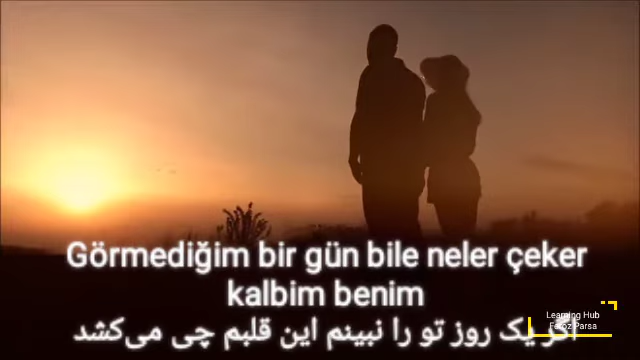 Görmediğim bir gün bile neler çeker
kalbim benim
اگر یک روز تو را نبینم این قلبم چی می‌کشد
Learning Hub
Feroz Parsa